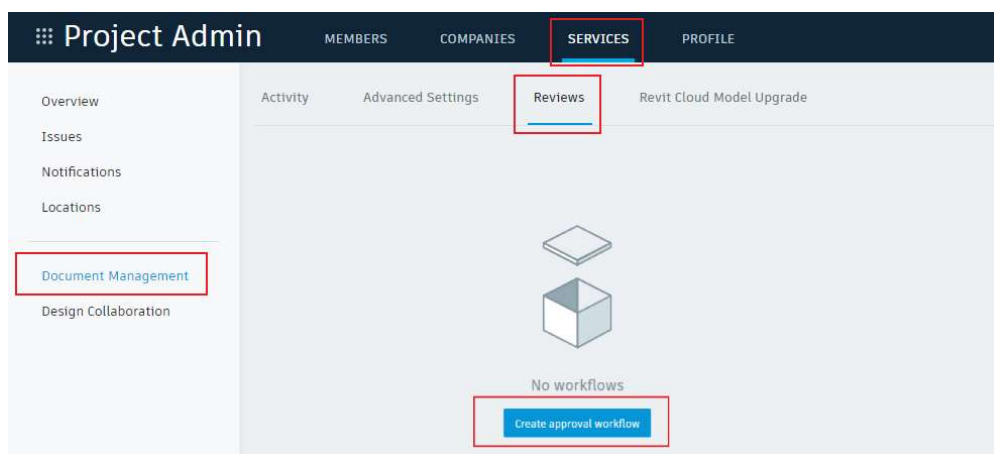 Project Admin MEMBERS COMPANIES SERVICES PROFILE
Overview
Issues
Notifications
Locations
Document Management
Design Collaboration
Activity Advanced Settings Reviews Revit Cloud Model Upgrade
No workflows
Create approval workflow